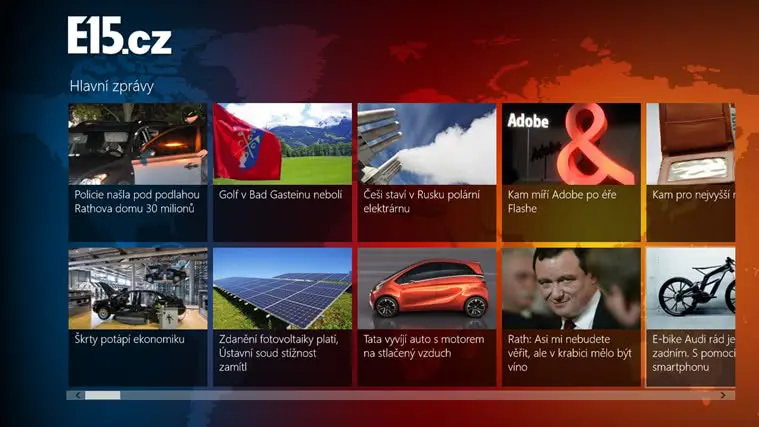 E15.cz
Hlavní zprávy
Policie našla pod podlahou
Rathova domu 30 milionů
Golf v Bad Gasteinu nebolí
Češi staví v Rusku polární
elektrárnu
Adobe
Adobe
&
Kam míří Adobe po éře
Flashe
Kam pro nejvyšší
Škrty potápí ekonomiku
Zdanění fotovoltaiky platí,
Ústavní soud stížnost
zamítl
Tata vyvíjí auto s motorem
na stlačený vzduch
Rath: Asi mi nebudete
věřit, ale v krabici mělo být
víno
E-bike Audi rád je
zadním. S pomocí
smartphonu